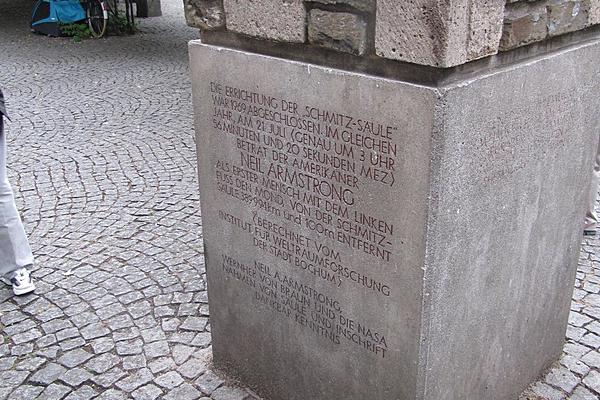 DIE ERRICHTUNG DER „SCHMITZ-SÄULE"
WAR 1969 ABGESCHLOSSEN. IM GLEICHEN
JAHR, AM 21. JULI (GENAU UM 3 UHR
56 MINUTEN UND 20 SEKUNDEN MEZ)
BETRAT DER AMERIKANER
NEIL ARMSTRONG
ALS ERSTER MENSCH MIT DEM LINKEN
FUSS DEN MOND, VON DER SCHMITZ-
SÄULE km und 100m ENTFERNT
(BERECHNET VOM
INSTITUT FÜR WELTRAUMFORSCHUNG
DER STADT BOCHUM)
NEIL A. ARMSTRONG,
WERNHER VON BRAUN UND DIE NASA
NAHMEN VON SÄULE UND INSCHRIFT
DANKBAR KENNTNIS